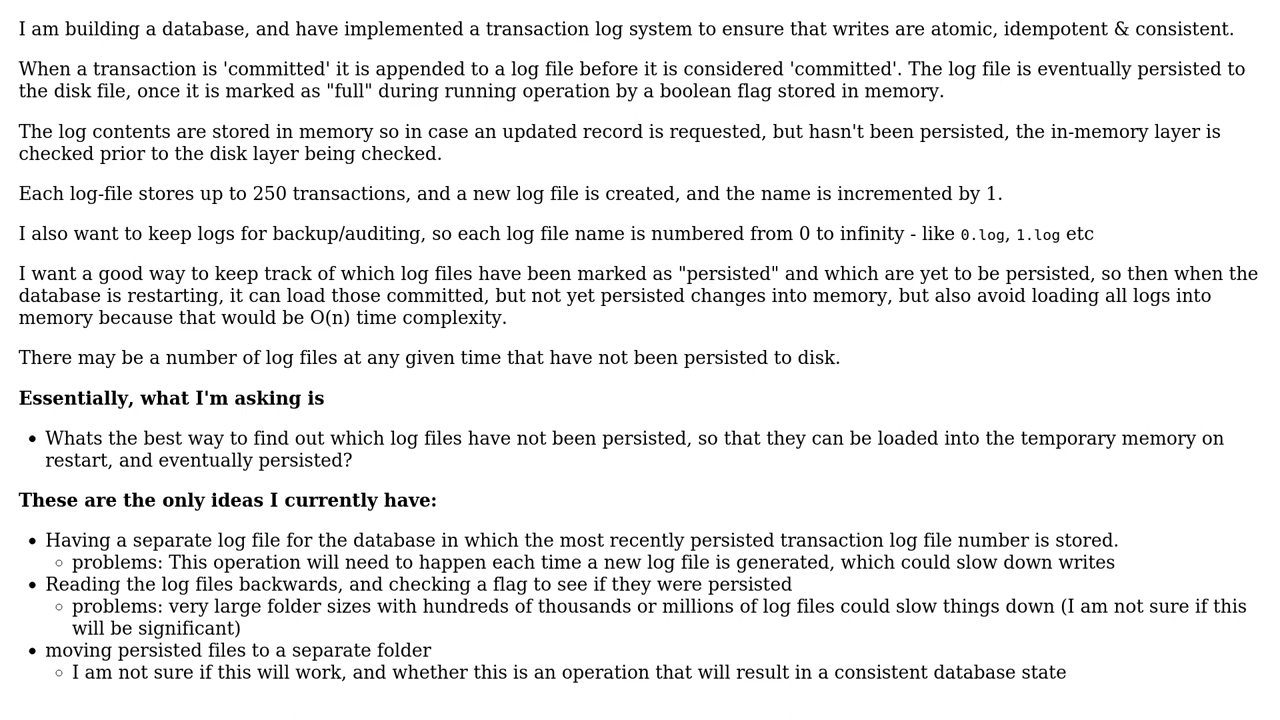 I am building a database, and have implemented a transaction log system to ensure that writes are atomic, idempotent & consistent.
When a transaction is 'committed' it is appended to a log file before it is considered 'committed'. The log file is eventually persisted to
the disk file, once it is marked as "full" during running operation by a boolean flag stored in memory.
The log contents are stored in memory so in case an updated record is requested, but hasn't been persisted, the in-memory layer is
checked prior to the disk layer being checked.
Each log-file stores up to 250 transactions, and a new log file is created, and the name is incremented by 1.
I also want to keep logs for backup/auditing, so each log file name is numbered from 0 to infinity - like 0.log, 1.log etc
I want a good way to keep track of which log files have been marked as "persisted" and which are yet to be persisted, so then when the
database is restarting, it can load those committed, but not yet persisted changes into memory, but also avoid loading all logs into
memory because that would be O(n) time complexity.
There may be a number of log files at any given time that have not been persisted to disk.
Essentially, what I'm asking is
• Whats the best way to find out which log files have not been persisted, so that they can be loaded into the temporary memory on
restart, and eventually persisted?
These are the only ideas I currently have:
• Having a separate log file for the database in which the most recently persisted transaction log file number is stored.
◦ problems: This operation will need to happen each time a new log file is generated, which could slow down writes
• Reading the log files backwards, and checking a flag to see if they were persisted
◦ problems: very large folder sizes with hundreds of thousands or millions of log files could slow things down (I am not sure if this
will be significant)
• moving persisted files to a separate folder
◦ I am not sure if this will work, and whether this is an operation that will result in a consistent database state